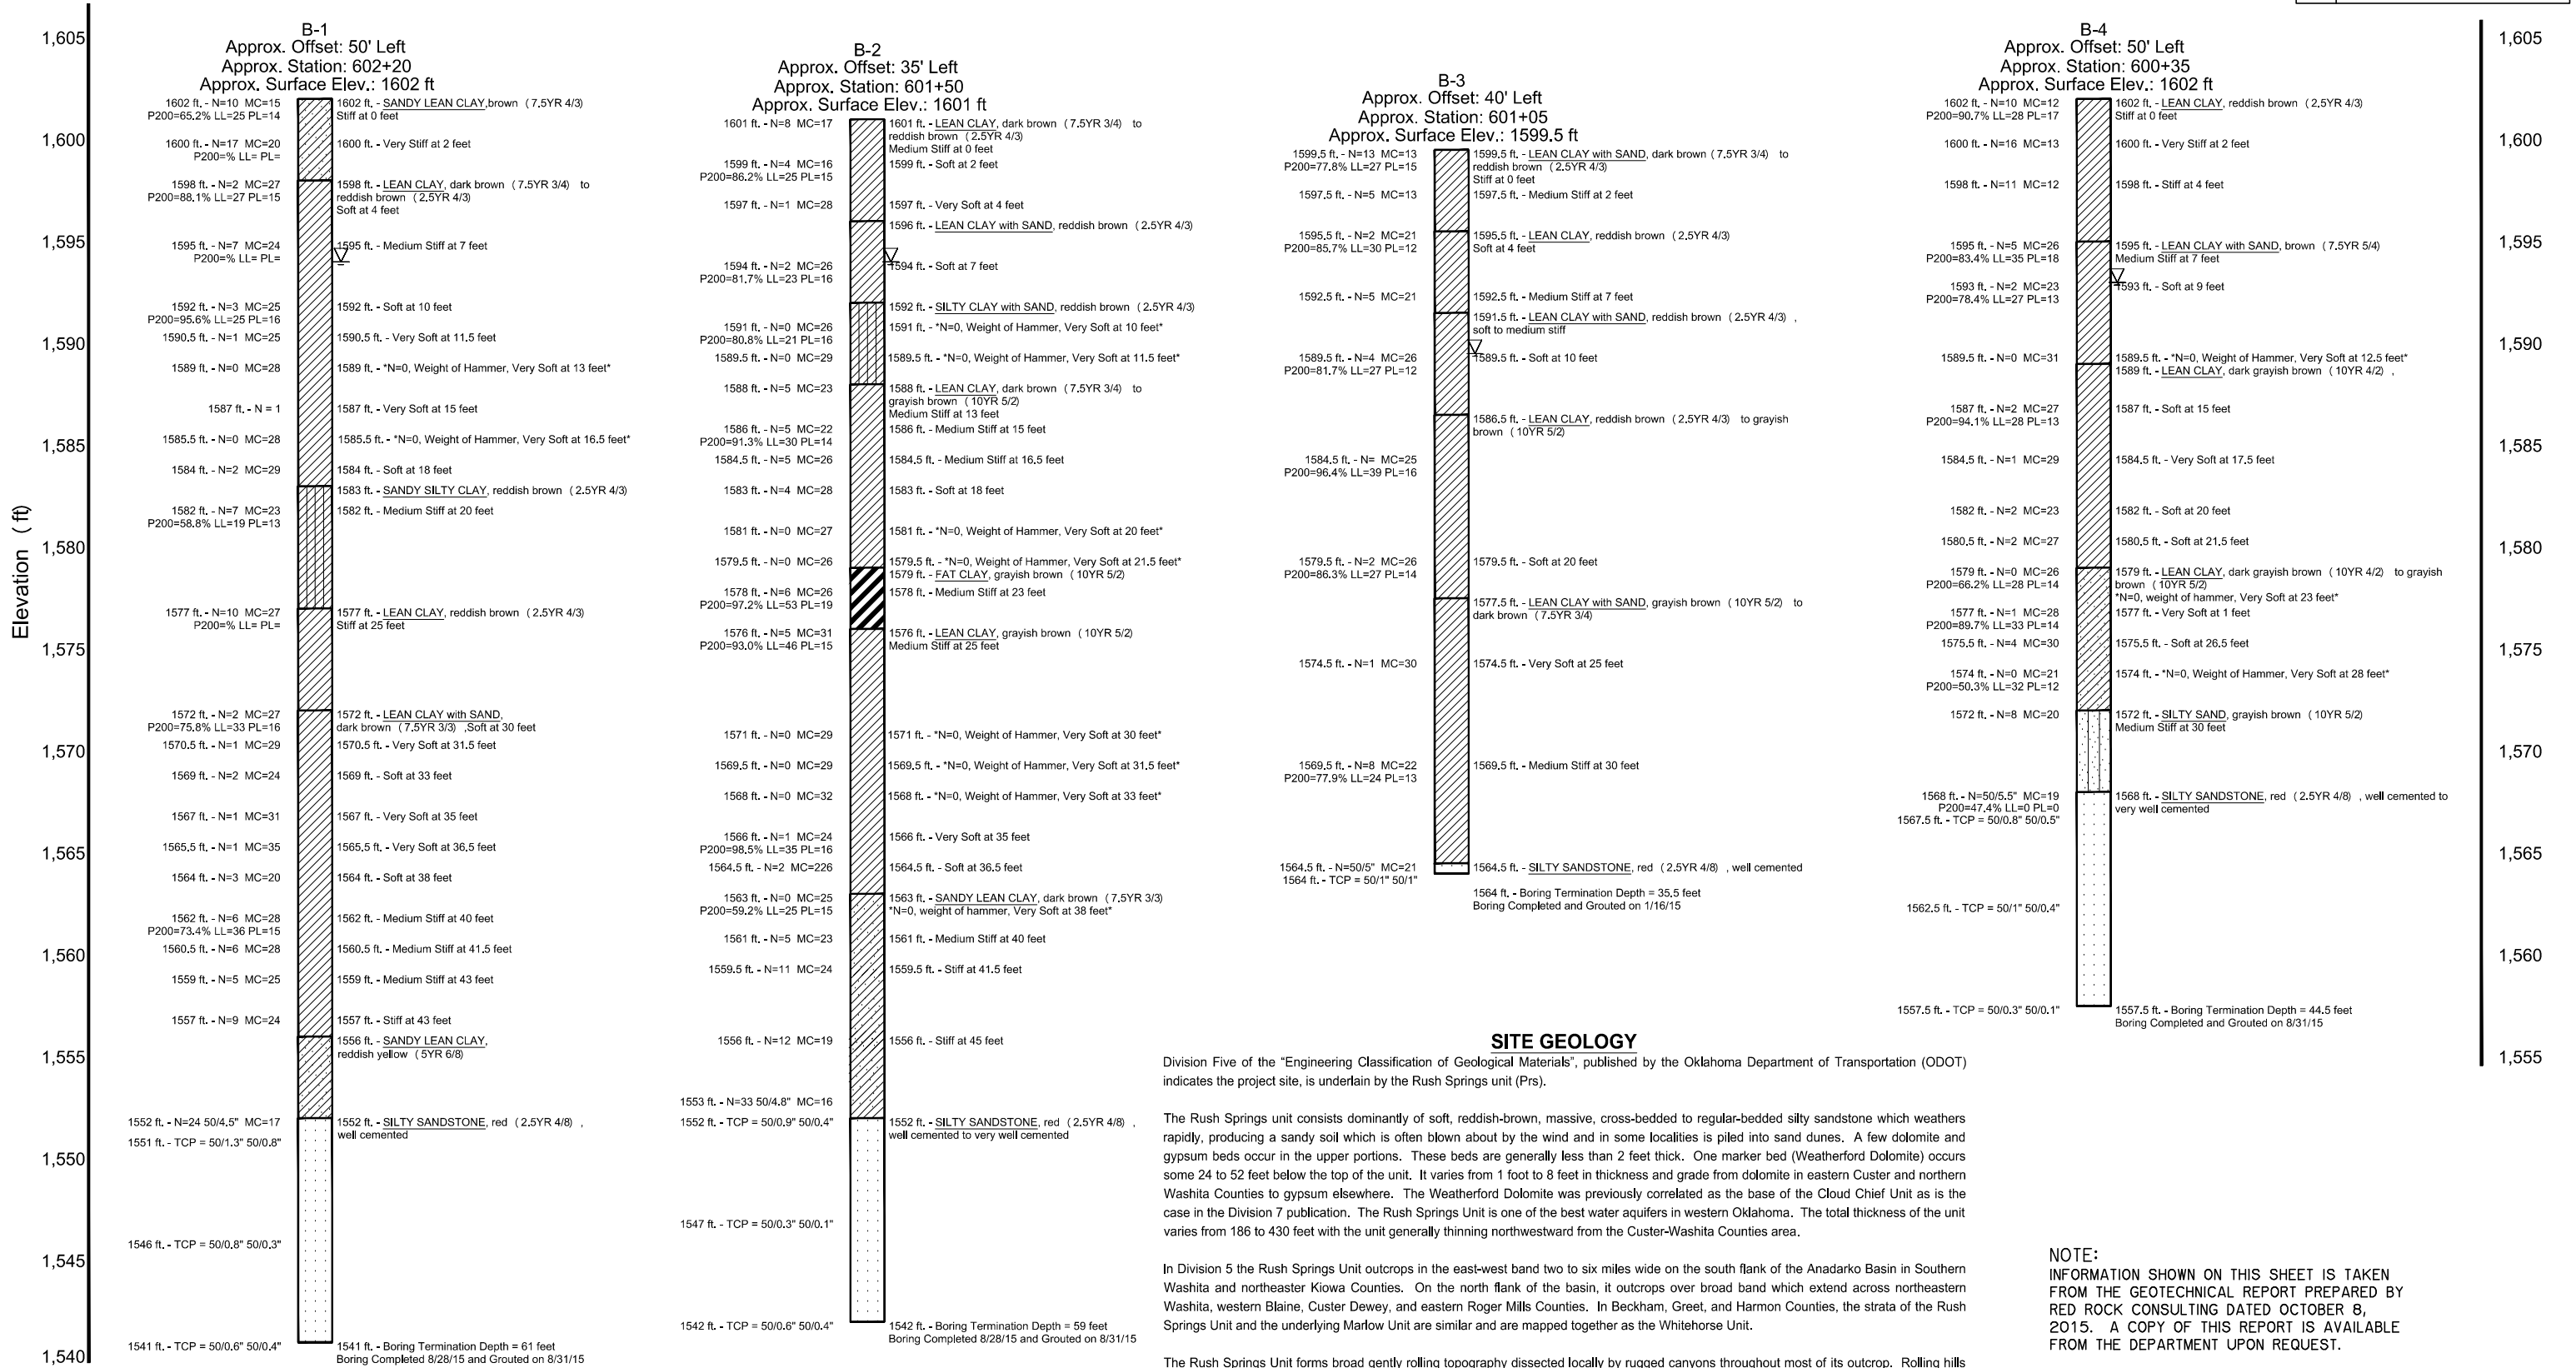 Elevation ( ft)
1,605
1,600
1,595
1,590
1,585
1,580
1,575
1,570
1,565
1,560
1,555
1,550
1,545
1,540
B-1
Approx. Offset: 50' Left
Approx. Station: 602+20
Approx. Surface Elev.: 1602 ft
1602 ft. - N=10 MC=15
P200=65.2% LL=25 PL=14
1600 ft. - N=17 MC=20
P200=% LL= PL=
1598 ft. - N=2 MC=27
P200=88.1% LL=27 PL=15
1595 ft. - N=7 MC=24
P200=% LL= PL=
1592 ft. - N=3 MC=25
P200=95.6% LL=25 PL=16
1590.5 ft. - N=1 MC=25
1589 ft. - N=0 MC=28
1587 ft. - N = 1
1585.5 ft. - N=0 MC=28
1584 ft. - N=2 MC=29
1582 ft. - N=7 MC=23
P200=58.8% LL=19 PL=13
1577 ft. - N=10 MC=27
P200=% LL= PL=
1572 ft. - N=2 MC=27
P200=75.8% LL=33 PL=16
1570.5 ft. - N=1 MC=29
1569 ft. - N=2 MC=24
1567 ft. - N=1 MC=31
1565.5 ft. - N=1 MC=35
1564 ft. - N=3 MC=20
1562 ft. - N=6 MC=28
P200=73.4% LL=36 PL=15
1560.5 ft. - N=6 MC=28
1559 ft. - N=5 MC=25
1557 ft. - N=9 MC=24
1552 ft. - N=24 50/4.5" MC=17
1551 ft. - TCP = 50/1.3" 50/0.8"
1546 ft. - TCP = 50/0.8" 50/0.3"
1541 ft. - TCP = 50/0.6" 50/0.4"
1602 ft. - SANDY LEAN CLAY,brown ( 7.5YR 4/3)
Stiff at 0 feet
1600 ft. - Very Stiff at 2 feet
1598 ft. - LEAN CLAY, dark brown ( 7.5YR 3/4) to
reddish brown ( 2.5YR 4/3)
Soft at 4 feet
1595 ft. - Medium Stiff at 7 feet
1592 ft. - Soft at 10 feet
1590.5 ft. - Very Soft at 11.5 feet
1589 ft. - *N=0, Weight of Hammer, Very Soft at 13 feet*
1587 ft. - Very Soft at 15 feet
1585.5 ft. - *N=0, Weight of Hammer, Very Soft at 16.5 feet*
1584 ft. - Soft at 18 feet
1583 ft. - SANDY SILTY CLAY, reddish brown ( 2.5YR 4/3)
1582 ft. - Medium Stiff at 20 feet
1577 ft. - LEAN CLAY, reddish brown ( 2.5YR 4/3)
Stiff at 25 feet
1572 ft. - LEAN CLAY with SAND,
dark brown ( 7.5YR 3/3) ,Soft at 30 feet
1570.5 ft. - Very Soft at 31.5 feet
1569 ft. - Soft at 33 feet
1567 ft. - Very Soft at 35 feet
1565.5 ft. - Very Soft at 36.5 feet
1564 ft. - Soft at 38 feet
1562 ft. - Medium Stiff at 40 feet
1560.5 ft. - Medium Stiff at 41.5 feet
1559 ft. - Medium Stiff at 43 feet
1557 ft. - Stiff at 43 feet
1556 ft. - SANDY LEAN CLAY,
reddish yellow ( 5YR 6/8)
1552 ft. - SILTY SANDSTONE, red ( 2.5YR 4/8) ,
well cemented
1541 ft. - Boring Termination Depth = 61 feet
Boring Completed 8/28/15 and Grouted on 8/31/15
B-2
Approx. Offset: 35' Left
Approx. Station: 601+50
Approx. Surface Elev.: 1601 ft
1601 ft. - N=8 MC=17
1599 ft. - N=4 MC=16
P200=86.2% LL=25 PL=15
1597 ft. - N=1 MC=28
1594 ft. - N=2 MC=26
P200=81.7% LL=23 PL=16
1591 ft. - N=0 MC=26
P200=80.8% LL=21 PL=16
1589.5 ft. - N=0 MC=29
1588 ft. - N=5 MC=23
1586 ft. - N=5 MC=22
P200=91.3% LL=30 PL=14
1584.5 ft. - N=5 MC=26
1583 ft. - N=4 MC=28
1581 ft. - N=0 MC=27
1579.5 ft. - N=0 MC=26
1578 ft. - N=6 MC=26
P200=97.2% LL=53 PL=19
1576 ft. - N=5 MC=31
P200=93.0% LL=46 PL=15
1571 ft. - N=0 MC=29
1569.5 ft. - N=0 MC=29
1568 ft. - N=0 MC=32
1566 ft. - N=1 MC=24
P200=98.5% LL=35 PL=16
1564.5 ft. - N=2 MC=226
1563 ft. - N=0 MC=25
P200=59.2% LL=25 PL=15
1561 ft. - N=5 MC=23
1559.5 ft. - N=11 MC=24
1556 ft. - N=12 MC=19
1553 ft. - N=33 50/4.8" MC=16
1552 ft. - TCP = 50/0.9" 50/0.4"
1547 ft. - TCP = 50/0.3" 50/0.1"
1542 ft. - TCP = 50/0.6" 50/0.4"
1601 ft. - LEAN CLAY, dark brown ( 7.5YR 3/4) to
reddish brown ( 2.5YR 4/3)
Medium Stiff at 0 feet
1599 ft. - Soft at 2 feet
1597 ft. - Very Soft at 4 feet
1596 ft. - LEAN CLAY with SAND, reddish brown ( 2.5YR 4/3)
1594 ft. - Soft at 7 feet
1592 ft. - SILTY CLAY with SAND, reddish brown ( 2.5YR 4/3)
1591 ft. - *N=0, Weight of Hammer, Very Soft at 10 feet*
1589.5 ft. - *N=0, Weight of Hammer, Very Soft at 11.5 feet*
1588 ft. - LEAN CLAY, dark brown ( 7.5YR 3/4) to
grayish brown ( 10YR 5/2)
Medium Stiff at 13 feet
1586 ft. - Medium Stiff at 15 feet
1584.5 ft. - Medium Stiff at 16.5 feet
1583 ft. - Soft at 18 feet
1581 ft. - *N=0, Weight of Hammer, Very Soft at 20 feet*
1579.5 ft. - *N=0, Weight of Hammer, Very Soft at 21.5 feet*
1579 ft. - FAT CLAY, grayish brown ( 10YR 5/2)
1578 ft. - Medium Stiff at 23 feet
1576 ft. - LEAN CLAY, grayish brown ( 10YR 5/2)
Medium Stiff at 25 feet
1571 ft. - *N=0, Weight of Hammer, Very Soft at 30 feet*
1569.5 ft. - *N=0, Weight of Hammer, Very Soft at 31.5 feet*
1568 ft. - *N=0, Weight of Hammer, Very Soft at 33 feet*
1566 ft. - Very Soft at 35 feet
1564.5 ft. - Soft at 36.5 feet
1563 ft. - SANDY LEAN CLAY, dark brown ( 7.5YR 3/3)
*N=0, weight of hammer, Very Soft at 38 feet*
1561 ft. - Medium Stiff at 40 feet
1559.5 ft. - Stiff at 41.5 feet
1556 ft. - Stiff at 45 feet
1552 ft. - SILTY SANDSTONE, red ( 2.5YR 4/8) ,
well cemented to very well cemented
1542 ft. - Boring Termination Depth = 59 feet
Boring Completed 8/28/15 and Grouted on 8/31/15
B-3
Approx. Offset: 40' Left
Approx. Station: 601+05
Approx. Surface Elev.: 1599.5 ft
1599.5 ft. - N=13 MC=13
P200=77.8% LL=27 PL=15
1597.5 ft. - N=5 MC=13
1595.5 ft. - N=2 MC=21
P200=85.7% LL=30 PL=12
1592.5 ft. - N=5 MC=21
1589.5 ft. - N=4 MC=26
P200=81.7% LL=27 PL=12
1584.5 ft. - N= MC=25
P200=96.4% LL=39 PL=16
1579.5 ft. - N=2 MC=26
P200=86.3% LL=27 PL=14
1574.5 ft. - N=1 MC=30
1569.5 ft. - N=8 MC=22
P200=77.9% LL=24 PL=13
1564.5 ft. - N=50/5" MC=21
1564 ft. - TCP = 50/1" 50/1"
1599.5 ft. - LEAN CLAY with SAND, dark brown ( 7.5YR 3/4) to
reddish brown ( 2.5YR 4/3)
Stiff at 0 feet
1597.5 ft. - Medium Stiff at 2 feet
1595.5 ft. - LEAN CLAY, reddish brown ( 2.5YR 4/3)
Soft at 4 feet
1592.5 ft. - Medium Stiff at 7 feet
1591.5 ft. - LEAN CLAY with SAND, reddish brown ( 2.5YR 4/3) ,
soft to medium stiff
1589.5 ft. - Soft at 10 feet
1586.5 ft. - LEAN CLAY, reddish brown ( 2.5YR 4/3) to grayish
brown ( 10YR 5/2)
1579.5 ft. - Soft at 20 feet
1577.5 ft. - LEAN CLAY with SAND, grayish brown ( 10YR 5/2) to
dark brown ( 7.5YR 3/4)
1574.5 ft. - Very Soft at 25 feet
1569.5 ft. - Medium Stiff at 30 feet
1564.5 ft. - SILTY SANDSTONE, red ( 2.5YR 4/8) , well cemented
1564 ft. - Boring Termination Depth = 35.5 feet
Boring Completed and Grouted on 1/16/15
B-4
Approx. Offset: 50' Left
Approx. Station: 600+35
Approx. Surface Elev.: 1602 ft
1602 ft. - N=10 MC=12
P200=90.7% LL=28 PL=17
1600 ft. - N=16 MC=13
1598 ft. - N=11 MC=12
1595 ft. - N=5 MC=26
P200=83.4% LL=35 PL=18
1593 ft. - N=2 MC=23
P200=78.4% LL=27 PL=13
1589.5 ft. - N=0 MC=31
1587 ft. - N=2 MC=27
P200=94.1% LL=28 PL=13
1584.5 ft. - N=1 MC=29
1582 ft. - N=2 MC=23
1580.5 ft. - N=2 MC=27
1579 ft. - N=0 MC=26
P200=66.2% LL=28 PL=14
1577 ft. - N=1 MC=28
P200=89.7% LL=33 PL=14
1575.5 ft. - N=4 MC=30
1574 ft. - N=0 MC=21
P200=50.3% LL=32 PL=12
1572 ft. - N=8 MC=20
1568 ft. - N=50/5.5" MC=19
P200=47.4% LL=0 PL=0
1567.5 ft. - TCP = 50/0.8" 50/0.5"
1562.5 ft. - TCP = 50/1" 50/0.4"
1557.5 ft. - TCP = 50/0.3" 50/0.1"
1602 ft. - LEAN CLAY, reddish brown ( 2.5YR 4/3)
Stiff at 0 feet
1600 ft. - Very Stiff at 2 feet
1598 ft. - Stiff at 4 feet
1595 ft. - LEAN CLAY with SAND, brown ( 7.5YR 5/4)
Medium Stiff at 7 feet
1593 ft. - Soft at 9 feet
1589.5 ft. - *N=0, Weight of Hammer, Very Soft at 12.5 feet*
1589 ft. - LEAN CLAY, dark grayish brown ( 10YR 4/2) ,
1587 ft. - Soft at 15 feet
1584.5 ft. - Very Soft at 17.5 feet
1582 ft. - Soft at 20 feet
1580.5 ft. - Soft at 21.5 feet
1579 ft. - LEAN CLAY, dark grayish brown ( 10YR 4/2) to grayish
brown ( 10YR 5/2)
*N=0, weight of hammer, Very Soft at 23 feet*
1577 ft. - Very Soft at 1 feet
1575.5 ft. - Soft at 26.5 feet
1574 ft. - *N=0, Weight of Hammer, Very Soft at 28 feet*
1572 ft. - SILTY SAND, grayish brown ( 10YR 5/2)
Medium Stiff at 30 feet
1568 ft. - SILTY SANDSTONE, red ( 2.5YR 4/8) , well cemented to
very well cemented
1557.5 ft. - Boring Termination Depth = 44.5 feet
Boring Completed and Grouted on 8/31/15
1,605
1,600
1,595
1,590
1,585
1,580
1,575
1,570
1,565
1,560
1,555
SITE GEOLOGY
Division Five of the “Engineering Classification of Geological Materials”, published by the Oklahoma Department of Transportation (ODOT)
indicates the project site, is underlain by the Rush Springs unit (Prs).
The Rush Springs unit consists dominantly of soft, reddish-brown, massive, cross-bedded to regular-bedded silty sandstone which weathers
rapidly, producing a sandy soil which is often blown about by the wind and in some localities is piled into sand dunes. A few dolomite and
gypsum beds occur in the upper portions. These beds are generally less than 2 feet thick. One marker bed (Weatherford Dolomite) occurs
some 24 to 52 feet below the top of the unit. It varies from 1 foot to 8 feet in thickness and grade from dolomite in eastern Custer and northern
Washita Counties to gypsum elsewhere. The Weatherford Dolomite was previously correlated as the base of the Cloud Chief Unit as is the
case in the Division 7 publication. The Rush Springs Unit is one of the best water aquifers in western Oklahoma. The total thickness of the unit
varies from 186 to 430 feet with the unit generally thinning northwestward from the Custer-Washita Counties area.
In Division 5 the Rush Springs Unit outcrops in the east-west band two to six miles wide on the south flank of the Anadarko Basin in Southern
Washita and northeaster Kiowa Counties. On the north flank of the basin, it outcrops over broad band which extend across northeastern
Washita, western Blaine, Custer Dewey, and eastern Roger Mills Counties. In Beckham, Greet, and Harmon Counties, the strata of the Rush
Springs Unit and the underlying Marlow Unit are similar and are mapped together as the Whitehorse Unit.
The Rush Springs Unit forms broad gently rolling topography dissected locally by rugged canyons throughout most of its outcrop. Rolling hills
NOTE:
INFORMATION SHOWN ON THIS SHEET IS TAKEN
FROM THE GEOTECHNICAL REPORT PREPARED BY
RED ROCK CONSULTING DATED OCTOBER 8,
2015. A COPY OF THIS REPORT IS AVAILABLE
FROM THE DEPARTMENT UPON REQUEST.